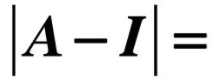 |A − I| =